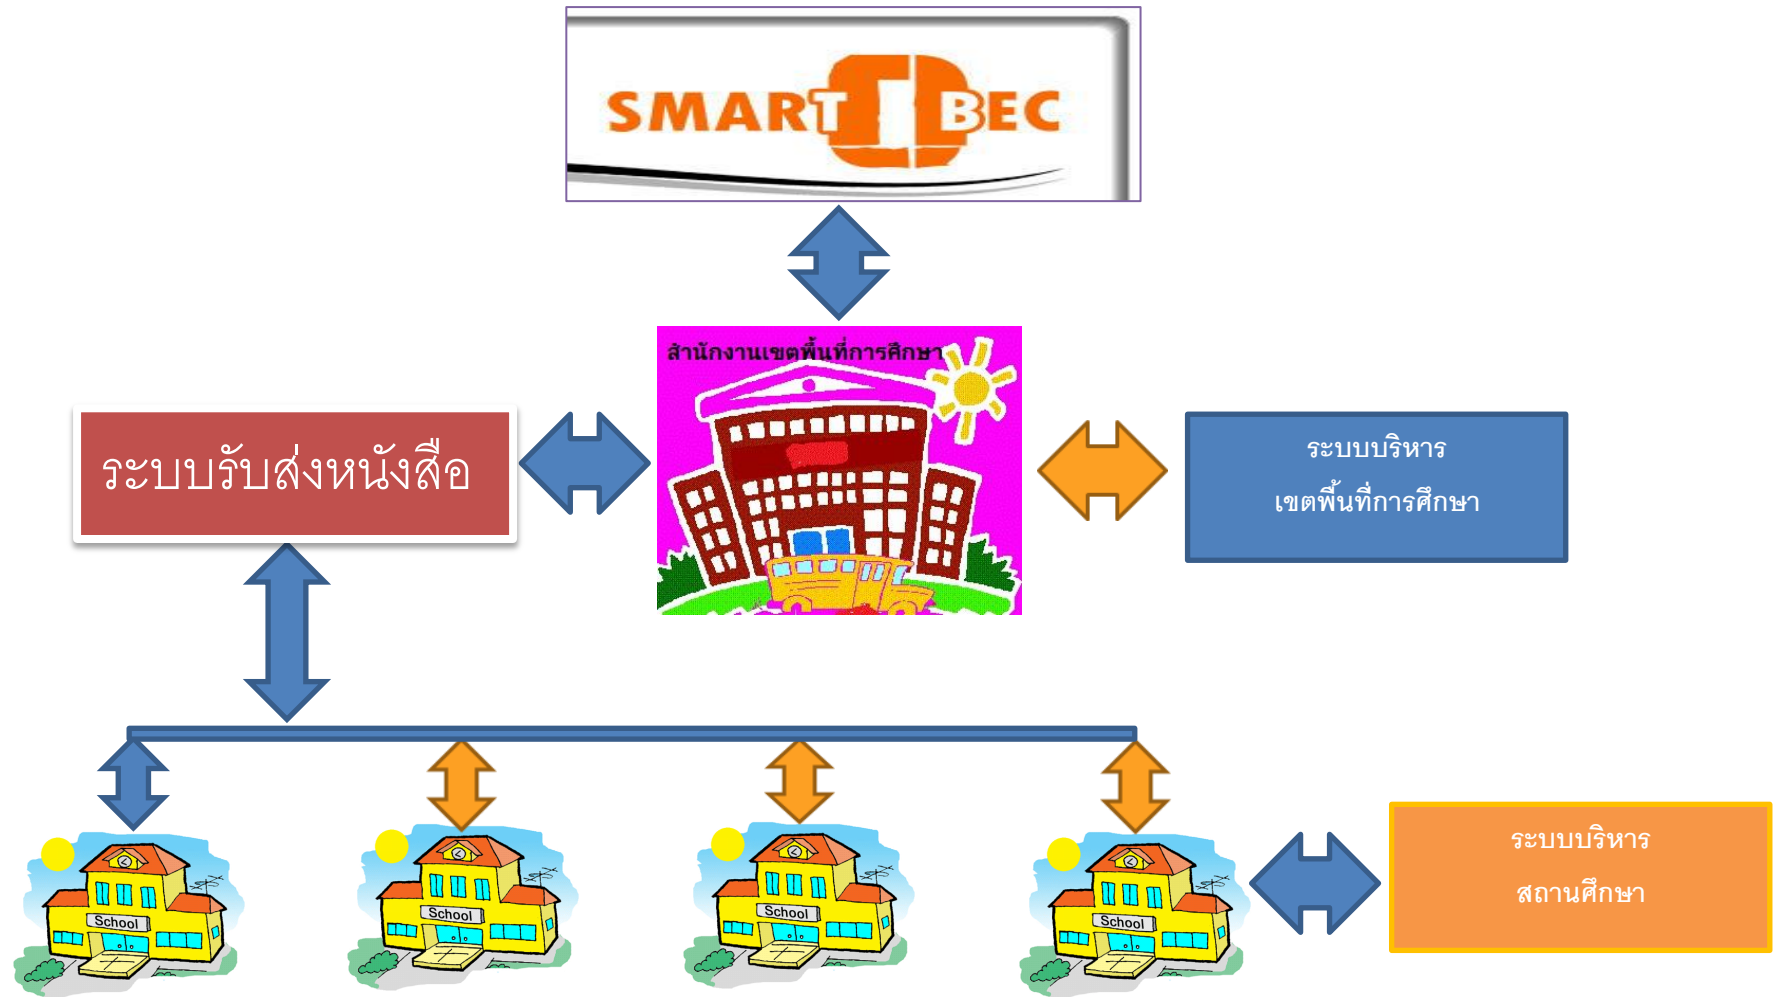 SMART OBEC
สำนักงานเขตพื้นที่การศึกษา
ระบบรับส่งหนังสือ
ระบบบริหาร
เขตพื้นที่การศึกษา
School
School
School
School
ระบบบริหาร
สถานศึกษา